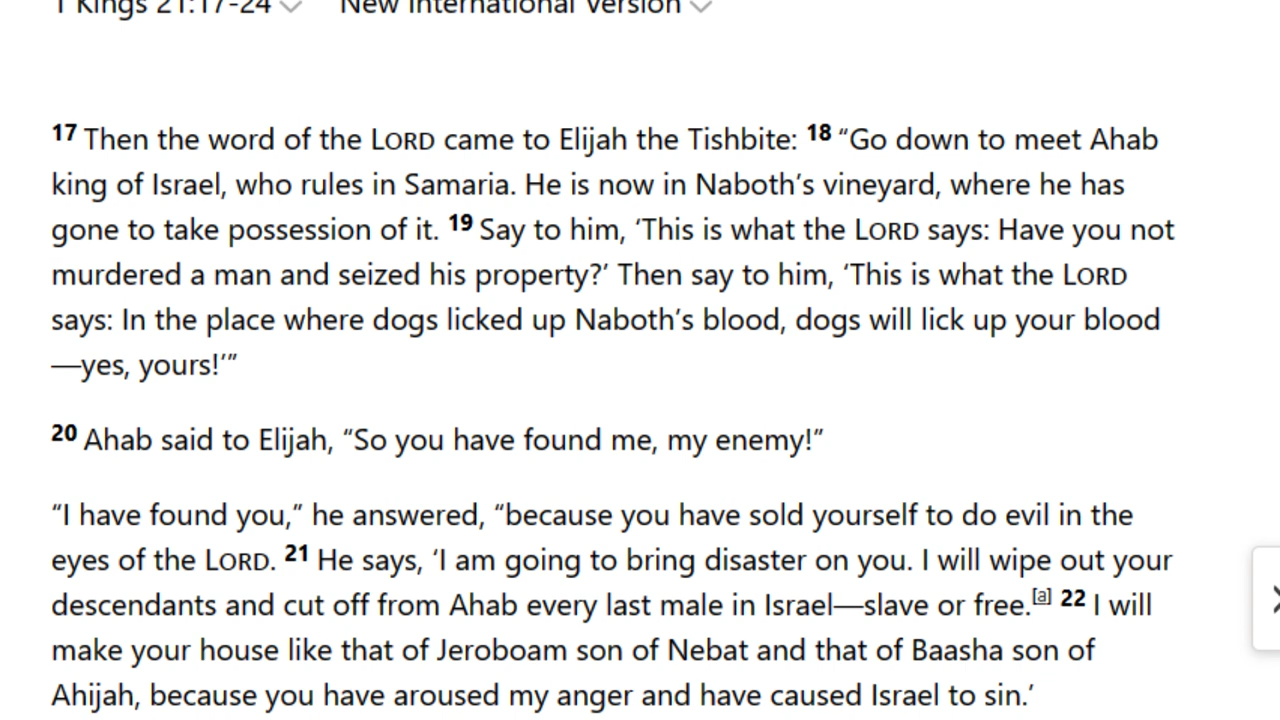 1 Kings 21:17-24 New International Version
17 Then the word of the LORD came to Elijah the Tishbite: 18 “Go down to meet Ahab
king of Israel, who rules in Samaria. He is now in Naboth’s vineyard, where he has
gone to take possession of it. 19 Say to him, ‘This is what the LORD says: Have you not
murdered a man and seized his property?’ Then say to him, ‘This is what the LORD
says: In the place where dogs licked up Naboth’s blood, dogs will lick up your blood
—yes, yours!’”
20 Ahab said to Elijah, “So you have found me, my enemy!”
“I have found you,” he answered, “because you have sold yourself to do evil in the
eyes of the LORD. 21 He says, ‘I am going to bring disaster on you. I will wipe out your
descendants and cut off from Ahab every last male in Israel—slave or free.[a] 22 I will
make your house like that of Jeroboam son of Nebat and that of Baasha son of
Ahijah, because you have aroused my anger and have caused Israel to sin.’